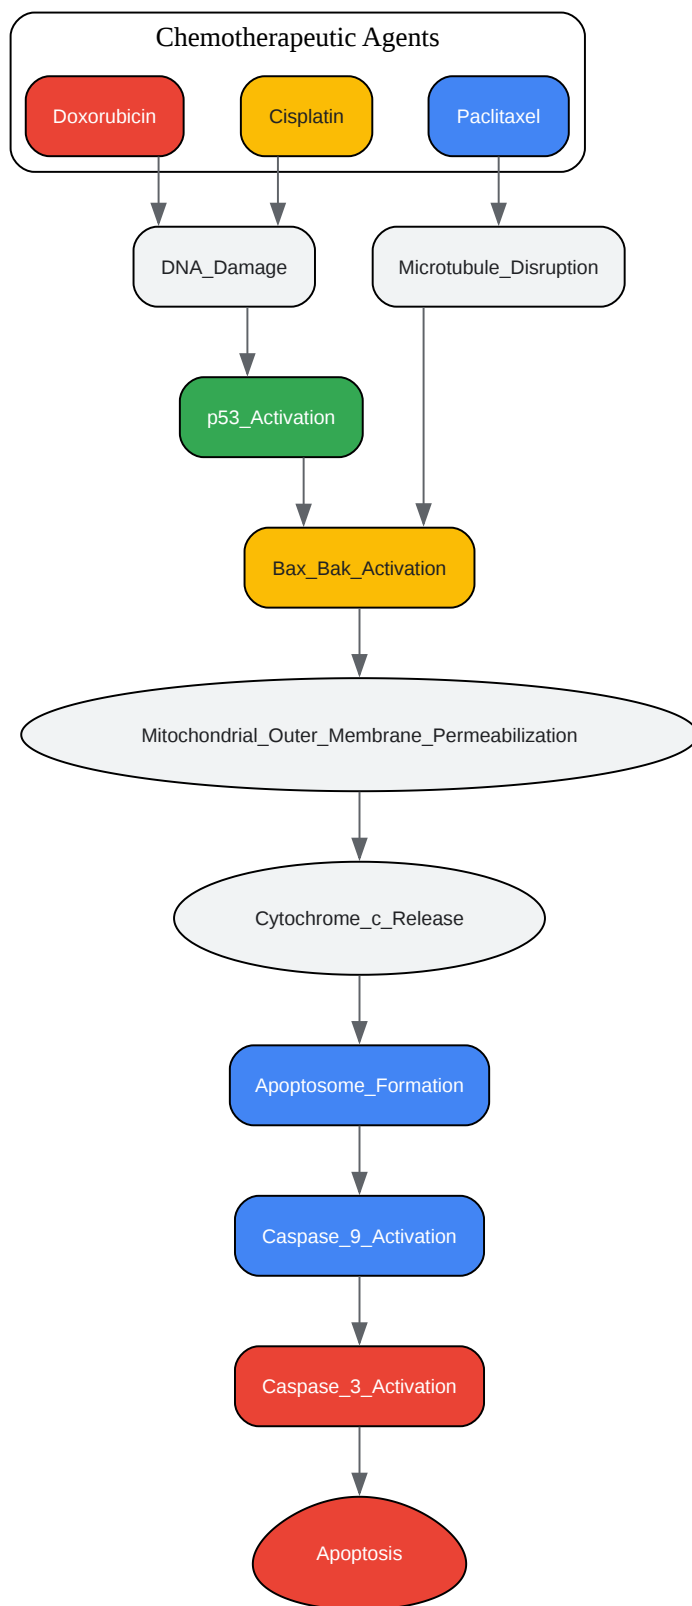 Chemotherapeutic Agents
Doxorubicin
Cisplatin
Paclitaxel
DNA_Damage
Microtubule_Disruption
p53_Activation
Bax_Bak_Activation
Mitochondrial_Outer_Membrane_Permeabilization
Cytochrome_c_Release
Apoptosome_Formation
Caspase_9_Activation
Caspase_3_Activation
Apoptosis